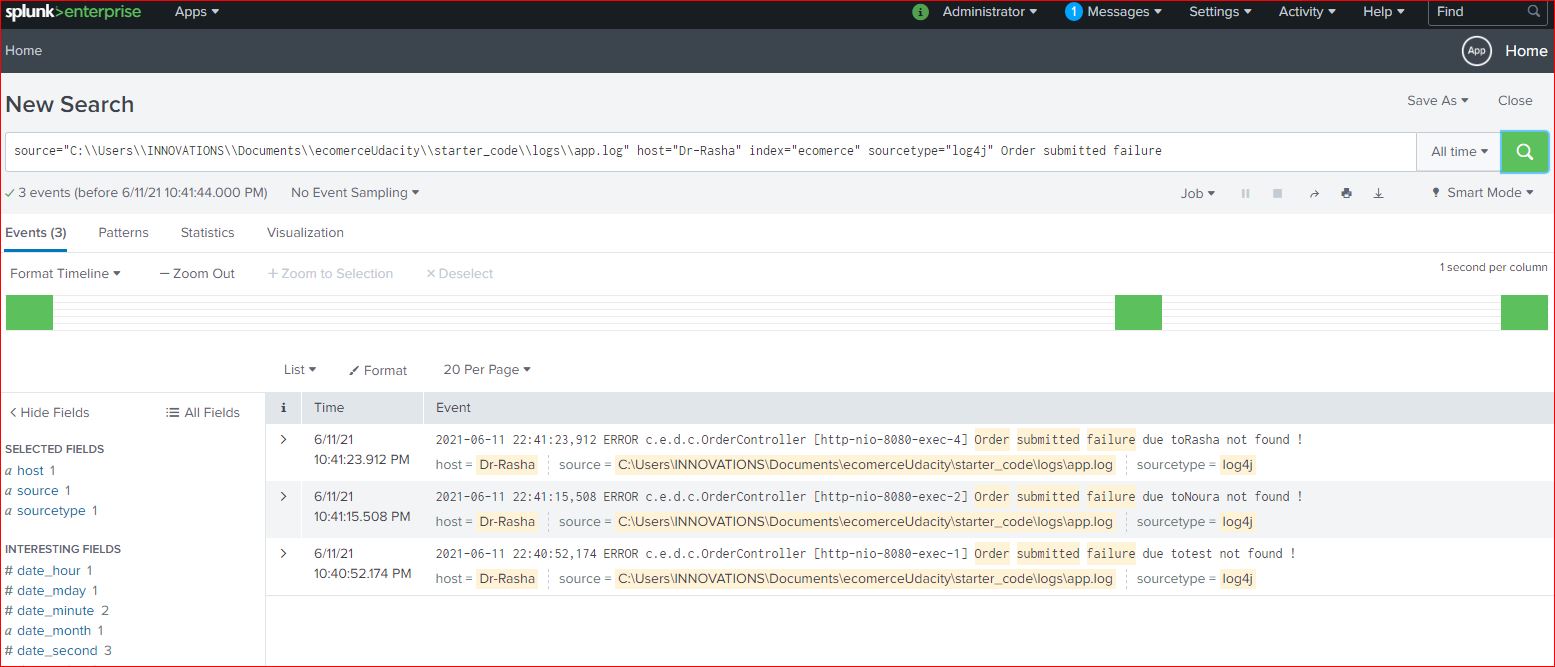 splunk>enterprise Apps Administrator 1 Messages Settings Activity Help Find
Home App Home
New Search Save As Close
source="C:\\Users\\INNOVATIONS\\Documents\\ecomerceUdacity\\starter_code\\logs\\app.log" host="Dr-Rasha" index="ecomerce" sourcetype="log4j" Order submitted failure All time
3 events (before 6/11/21 10:41:44.000 PM) No Event Sampling Job Smart Mode
Events (3) Patterns Statistics Visualization
Format Timeline — Zoom Out + Zoom to Selection × Deselect 1 second per column
List Format 20 Per Page
< Hide Fields All Fields
SELECTED FIELDS
a host 1
a source 1
a sourcetype 1
INTERESTING FIELDS
# date_hour 1
# date_mday 1
# date_minute 2
a date_month 1
# date_second 3
i Time Event
> 6/11/21 10:41:23.912 PM
2021-06-11 22:41:23,912 ERROR c.e.d.c.OrderController [http-nio-8080-exec-4] Order submitted failure due toRasha not found !
host = Dr-Rasha source = C:\Users\INNOVATIONS\Documents\ecomerceUdacity\starter_code\logs\app.log sourcetype = log4j
> 6/11/21 10:41:15.508 PM
2021-06-11 22:41:15,508 ERROR c.e.d.c.OrderController [http-nio-8080-exec-2] Order submitted failure due toNoura not found !
host = Dr-Rasha source = C:\Users\INNOVATIONS\Documents\ecomerceUdacity\starter_code\logs\app.log sourcetype = log4j
> 6/11/21 10:40:52.174 PM
2021-06-11 22:40:52,174 ERROR c.e.d.c.OrderController [http-nio-8080-exec-1] Order submitted failure due totest not found !
host = Dr-Rasha source = C:\Users\INNOVATIONS\Documents\ecomerceUdacity\starter_code\logs\app.log sourcetype = log4j